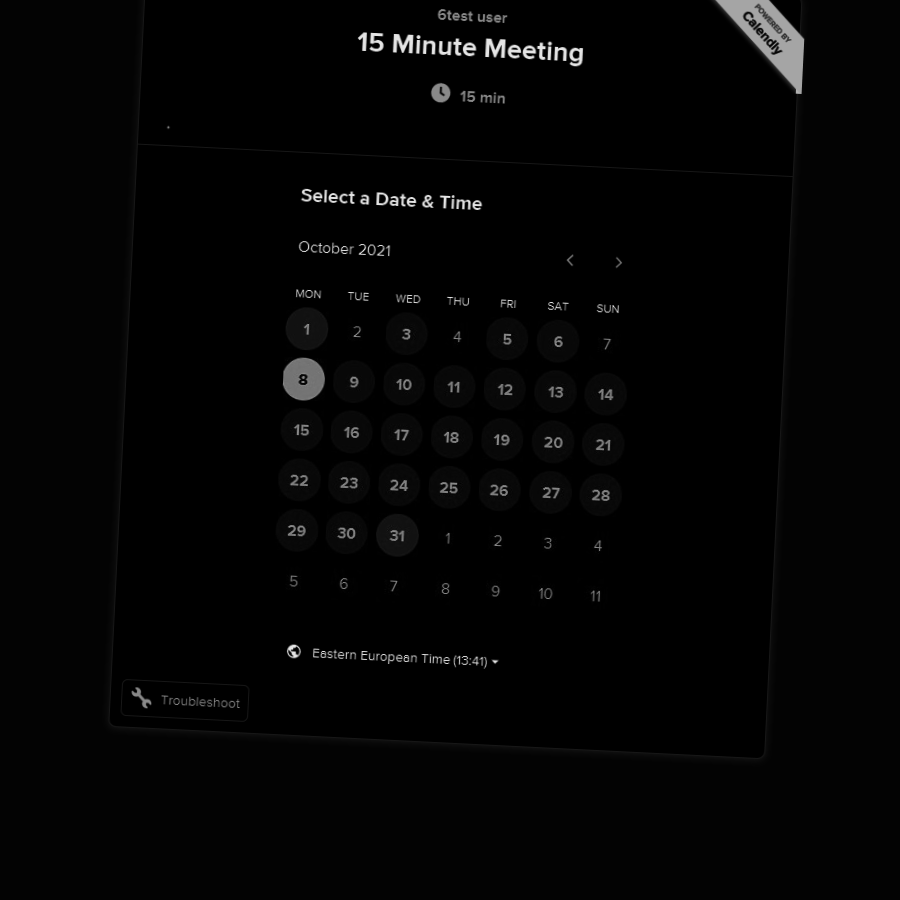 6test user
POWERED BY
Calendly
15 Minute Meeting
15 min
Select a Date & Time
October 2021
MON TUE WED THU FRI SAT SUN
1 2 3 4 5 6 7
8 9 10 11 12 13 14
15 16 17 18 19 20 21
22 23 24 25 26 27 28
29 30 31 1 2 3 4
5 6 7 8 9 10 11
Eastern European Time (13:41)
Troubleshoot